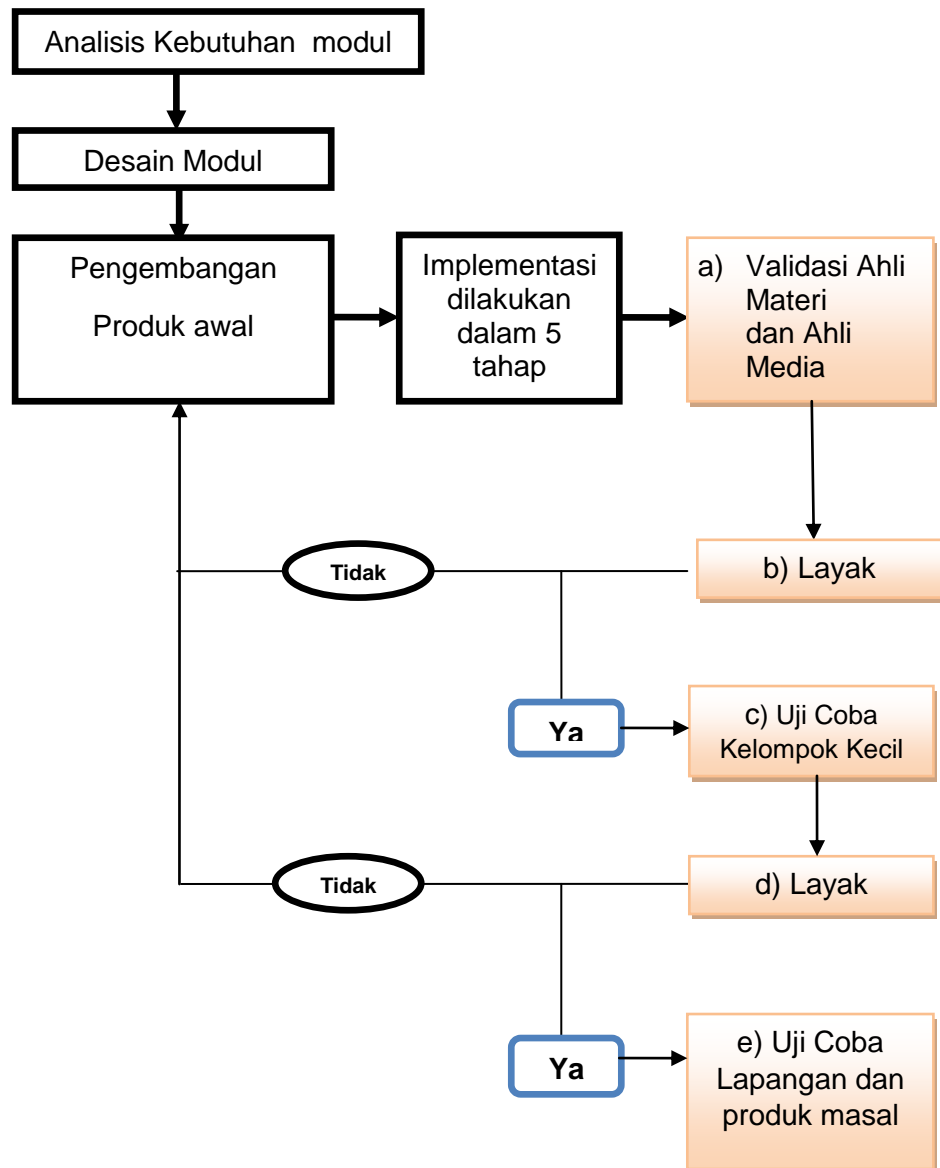 Analisis Kebutuhan modul
Desain Modul
Pengembangan
Produk awal
Implementasi
dilakukan
dalam 5
tahap
a) Validasi Ahli
Materi
dan Ahli
Media
Tidak
b) Layak
Ya
c) Uji Coba
Kelompok Kecil
Tidak
d) Layak
Ya
e) Uji Coba
Lapangan dan
produk masal